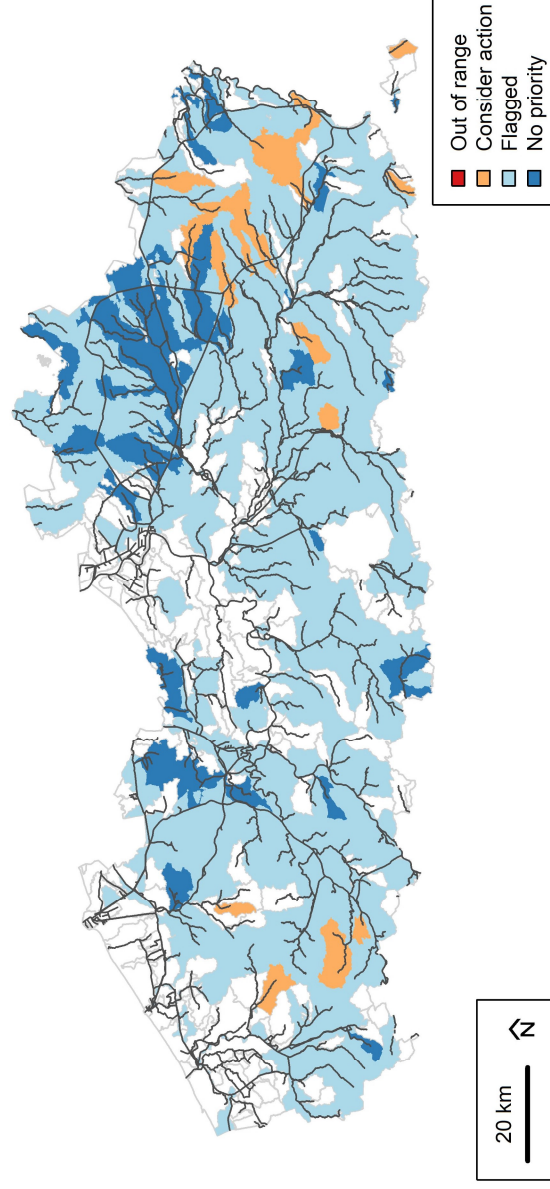 Out of range
Consider action
Flagged
No priority
20 km
N